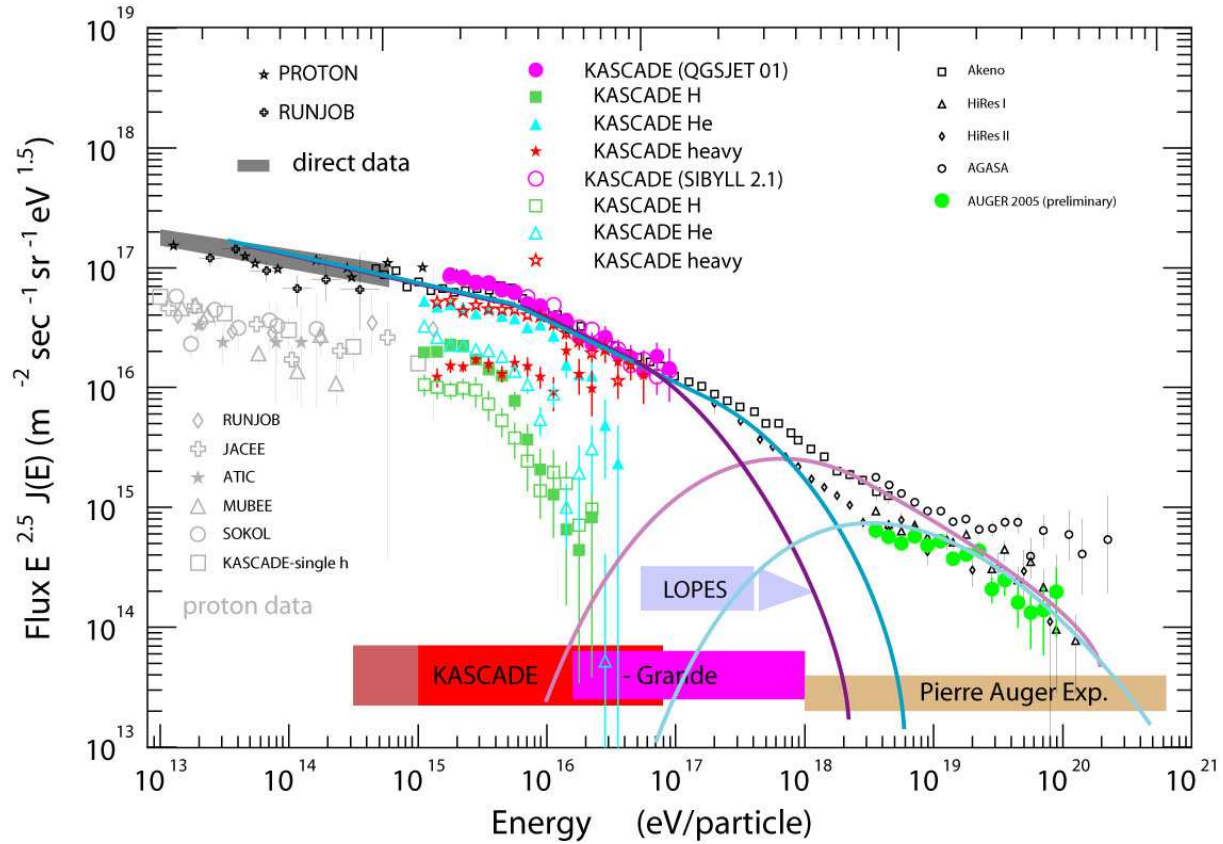 10 19
10 18
10 17
10 16
10 15
10 14
10 13
Flux E 2.5 J(E) (m -2 sec -1 sr -1 eV 1.5)
PROTON
RUNJOB
direct data
KASCADE (QGSJET 01)
KASCADE H
KASCADE He
KASCADE heavy
KASCADE (SIBYLL 2.1)
KASCADE H
KASCADE He
KASCADE heavy
Akeno
HiRes I
HiRes II
AGASA
AUGER 2005 (preliminary)
RUNJOB
JACEE
ATIC
MUBEE
SOKOL
KASCADE-single h
proton data
LOPES
KASCADE - Grande
Pierre Auger Exp.
10 13 10 14 10 15 10 16 10 17 10 18 10 19 10 20 10 21
Energy (eV/particle)